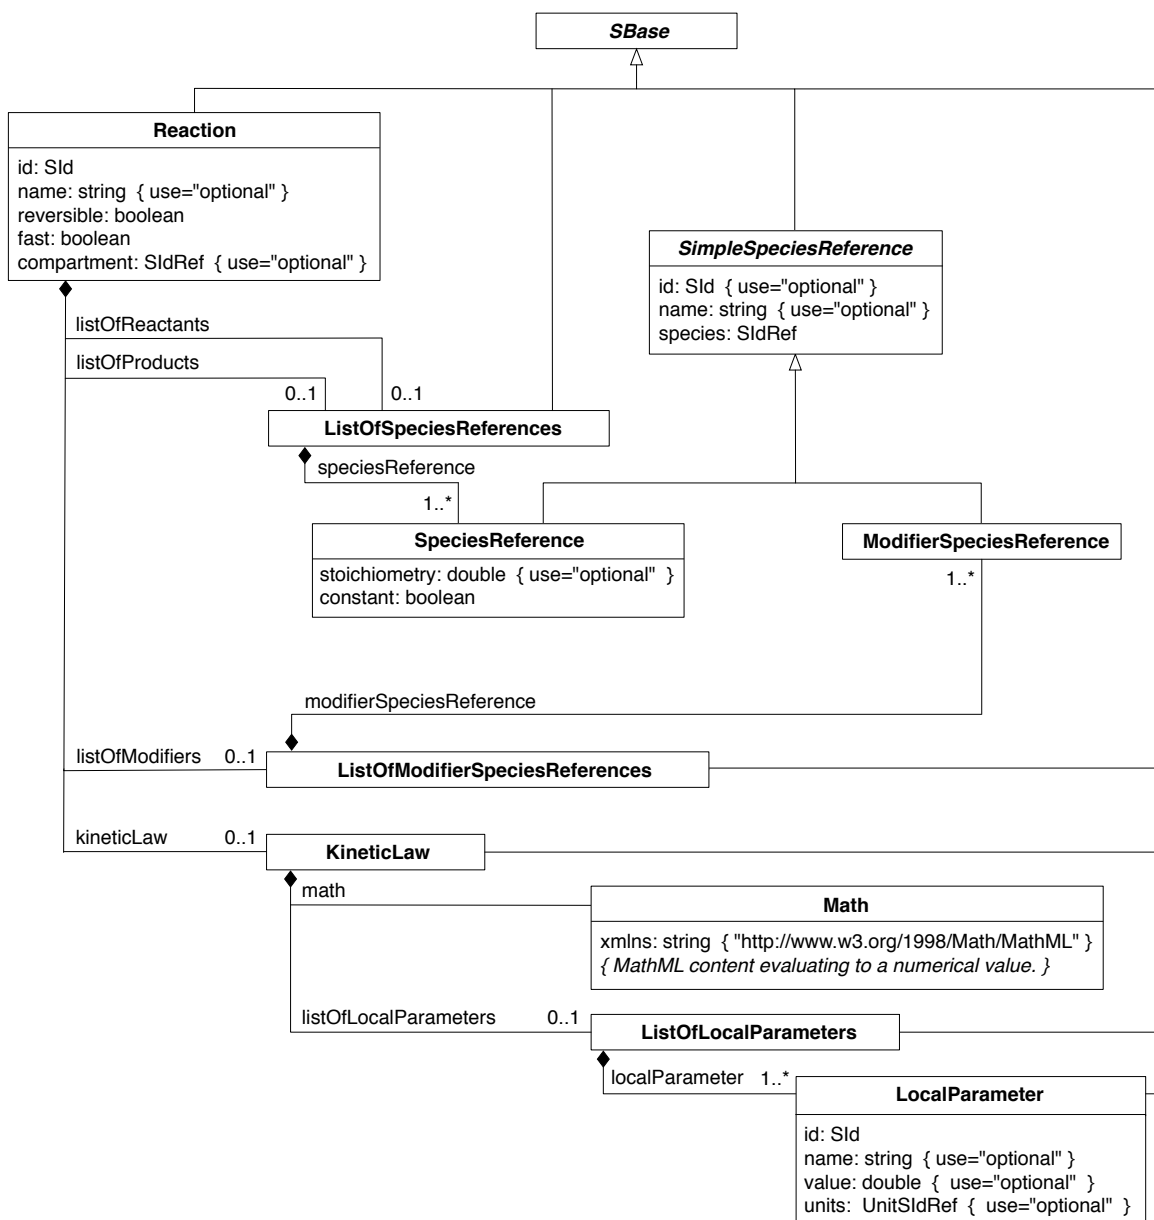 SBase
Reaction
id: SId
name: string { use="optional" }
reversible: boolean
fast: boolean
compartment: SIdRef { use="optional" }
SimpleSpeciesReference
id: SId { use="optional" }
name: string { use="optional" }
species: SIdRef
listOfReactants
listOfProducts
0..1
0..1
ListOfSpeciesReferences
speciesReference
1..*
SpeciesReference
stoichiometry: double { use="optional" }
constant: boolean
ModifierSpeciesReference
1..*
modifierSpeciesReference
listOfModifiers 0..1
ListOfModifierSpeciesReferences
kineticLaw 0..1
KineticLaw
math
Math
xmlns: string { "http://www.w3.org/1998/Math/MathML" }
{ MathML content evaluating to a numerical value. }
listOfLocalParameters 0..1
ListOfLocalParameters
localParameter 1..*
LocalParameter
id: SId
name: string { use="optional" }
value: double { use="optional" }
units: UnitSIdRef { use="optional" }